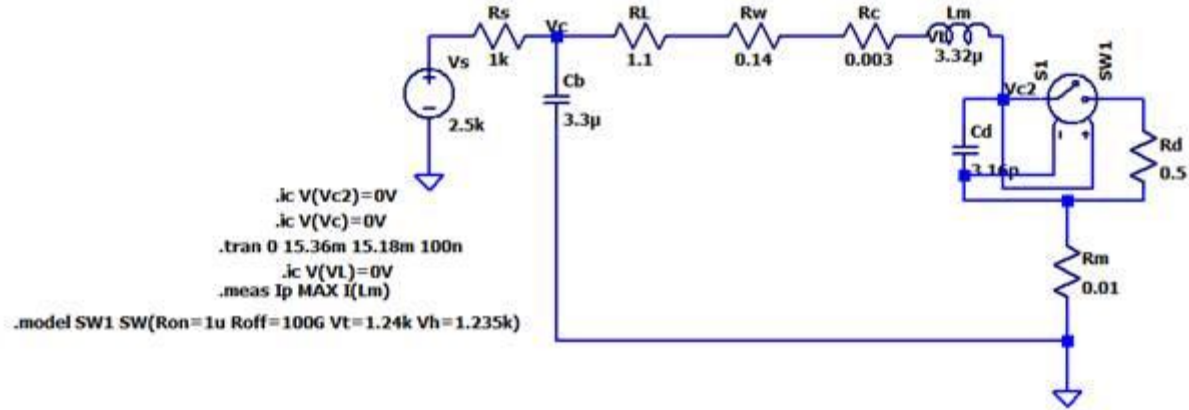 Rs
1k
Vc
RL
1.1
Rw
0.14
Rc
0.003
Lm
VL
3.32µ
Vs
2.5k
Cb
3.3µ
S1
SW1
Vc2
Cd
3.16p
Rd
0.5
Rm
0.01
.ic V(Vc2)=0V
.ic V(Vc)=0V
.tran 0 15.36m 15.18m 100n
.ic V(VL)=0V
.meas Ip MAX I(Lm)
.model SW1 SW(Ron=1u Roff=100G Vt=1.24k Vh=1.235k)